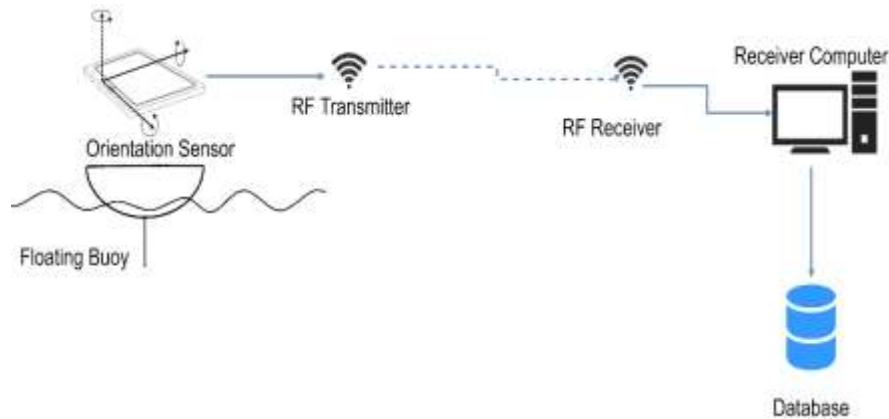 Receiver Computer
RF Transmitter
RF Receiver
Orientation Sensor
Floating Buoy
Database